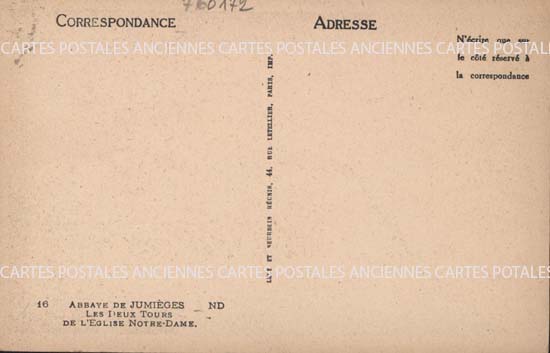 760172
CORRESPONDANCE
ADRESSE
N'écrire que sur
le côté réservé à
la correspondance
CARTES POSTALES ANCIENNES CARTES POSTALES ANCIENNES CARTES POSTALES
LÉVY ET NEURDEIN RÉUNIS, 44, RUE LETELLIER, PARIS, IMP.
CARTES POSTALES ANCIENNES CARTES POSTALES ANCIENNES CARTES POTALES
16 ABBAYE DE JUMIÈGES ND
LES DEUX TOURS
DE L'EGLISE NOTRE-DAME.